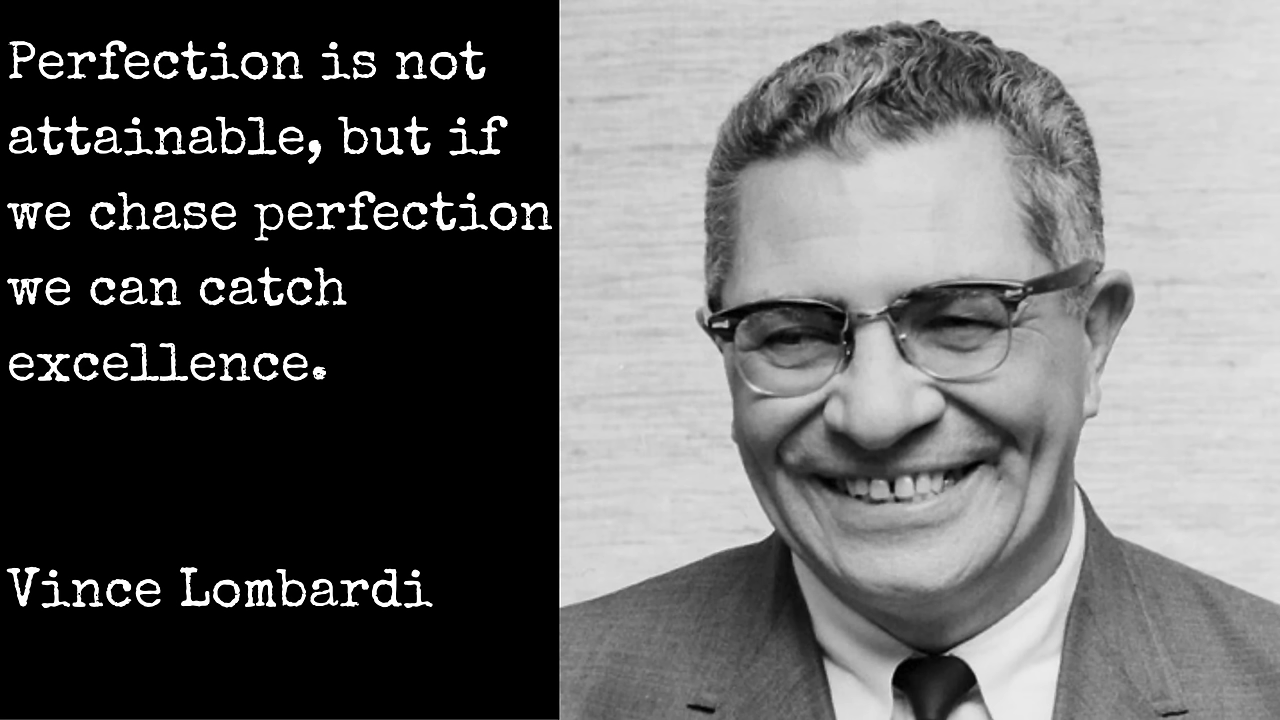 Perfection is not
attainable, but if
we chase perfection
we can catch
excellence.
Vince Lombardi